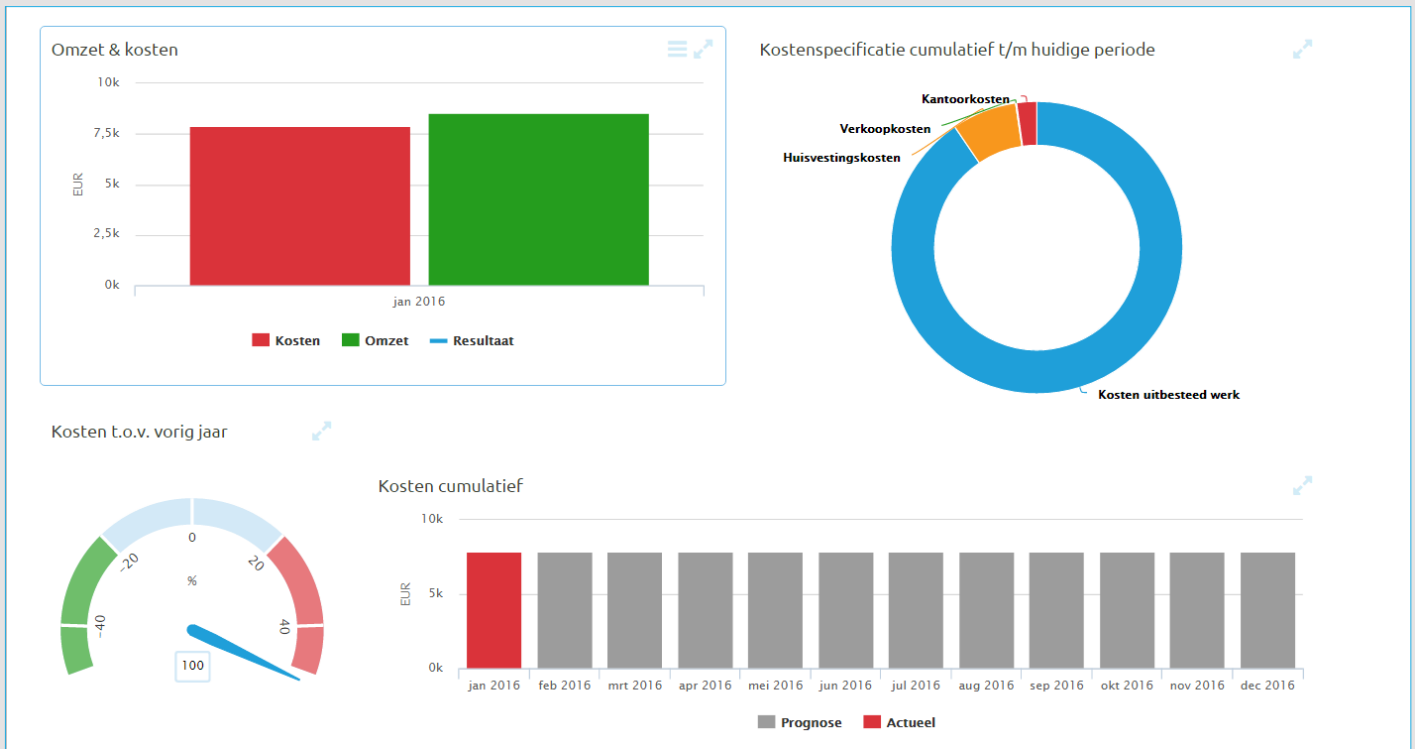 Omzet & kosten
10k
7,5k
5k
2,5k
0k
EUR
jan 2016
Kosten Omzet Resultaat
Kostenspecificatie cumulatief t/m huidige periode
Kantoorkosten
Verkoopkosten
Huisvestingskosten
Kosten uitbesteed werk
Kosten t.o.v. vorig jaar
-40
-20
0
20
40
%
100
Kosten cumulatief
10k
5k
0k
EUR
jan 2016 feb 2016 mrt 2016 apr 2016 mei 2016 jun 2016 jul 2016 aug 2016 sep 2016 okt 2016 nov 2016 dec 2016
Prognose Actueel